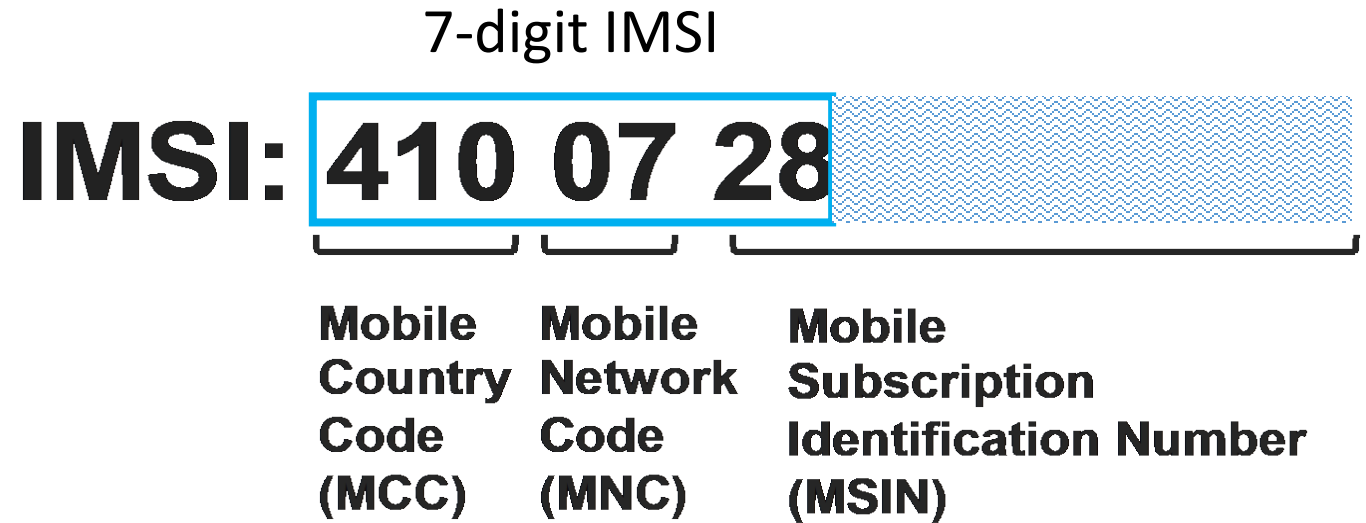 7-digit IMSI
IMSI: 410 07 28
Mobile Country Code (MCC)
Mobile Network Code (MNC)
Mobile Subscription Identification Number (MSIN)